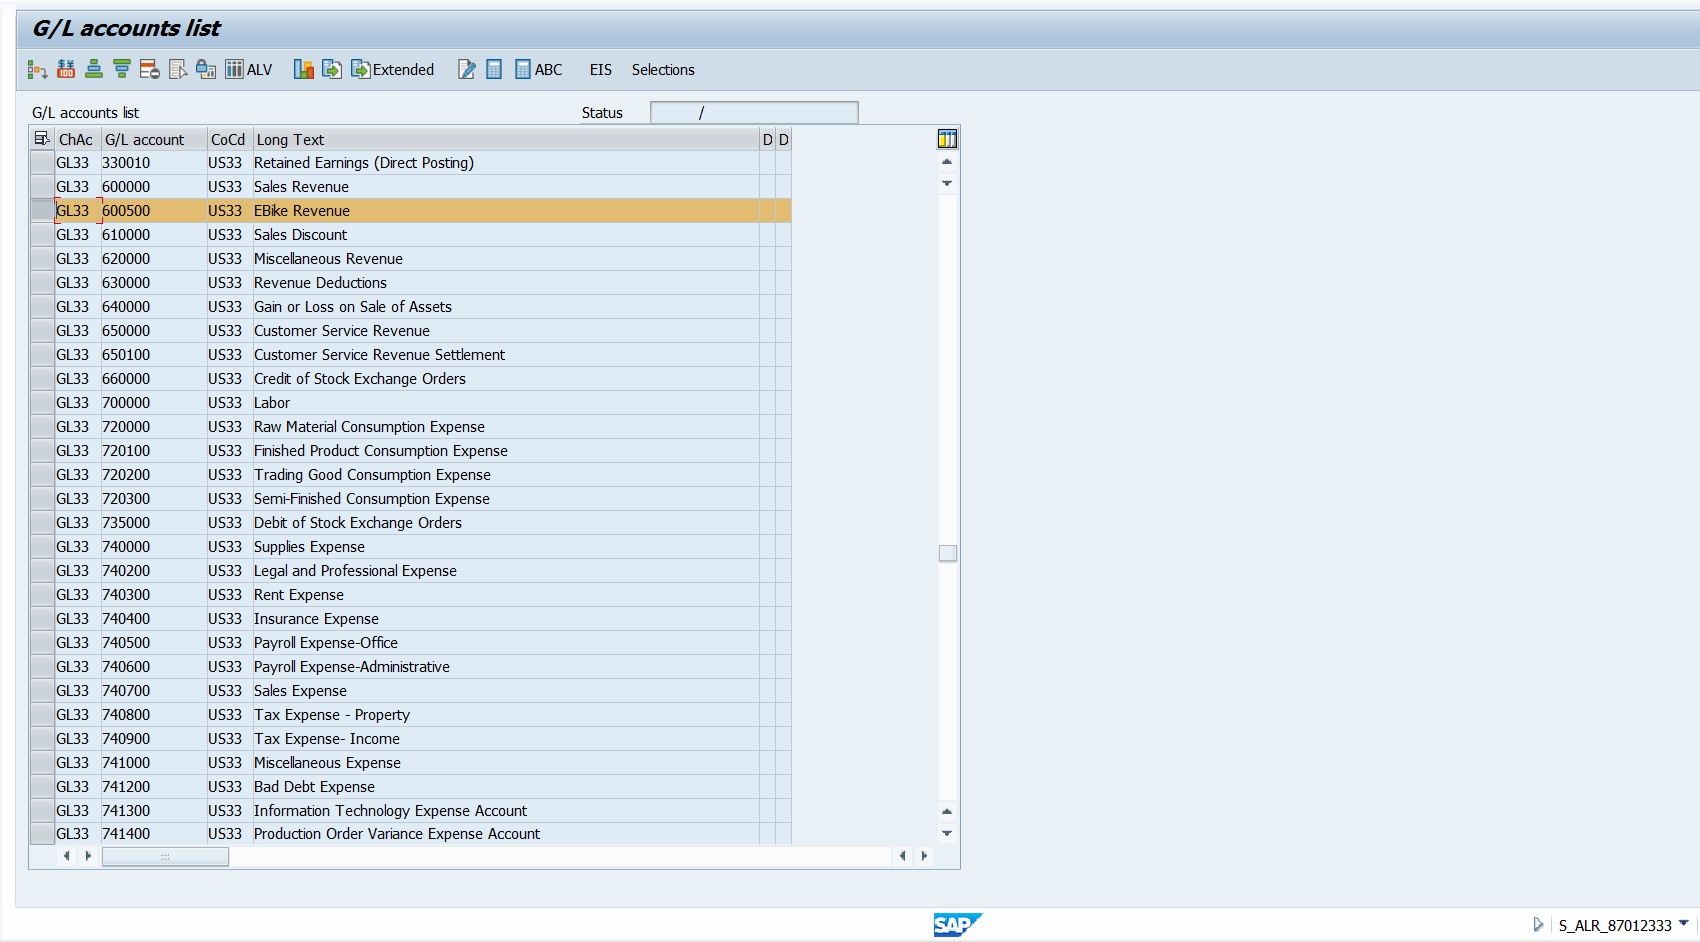 G/L accounts list
ALV Extended ABC EIS Selections
G/L accounts list Status /
ChAc G/L account CoCd Long Text D D
GL33 330010 US33 Retained Earnings (Direct Posting)
GL33 600000 US33 Sales Revenue
GL33 600500 US33 EBike Revenue
GL33 610000 US33 Sales Discount
GL33 620000 US33 Miscellaneous Revenue
GL33 630000 US33 Revenue Deductions
GL33 640000 US33 Gain or Loss on Sale of Assets
GL33 650000 US33 Customer Service Revenue
GL33 650100 US33 Customer Service Revenue Settlement
GL33 660000 US33 Credit of Stock Exchange Orders
GL33 700000 US33 Labor
GL33 720000 US33 Raw Material Consumption Expense
GL33 720100 US33 Finished Product Consumption Expense
GL33 720200 US33 Trading Good Consumption Expense
GL33 720300 US33 Semi-Finished Consumption Expense
GL33 735000 US33 Debit of Stock Exchange Orders
GL33 740000 US33 Supplies Expense
GL33 740200 US33 Legal and Professional Expense
GL33 740300 US33 Rent Expense
GL33 740400 US33 Insurance Expense
GL33 740500 US33 Payroll Expense-Office
GL33 740600 US33 Payroll Expense-Administrative
GL33 740700 US33 Sales Expense
GL33 740800 US33 Tax Expense - Property
GL33 740900 US33 Tax Expense- Income
GL33 741000 US33 Miscellaneous Expense
GL33 741200 US33 Bad Debt Expense
GL33 741300 US33 Information Technology Expense Account
GL33 741400 US33 Production Order Variance Expense Account
SAP S_ALR_87012333